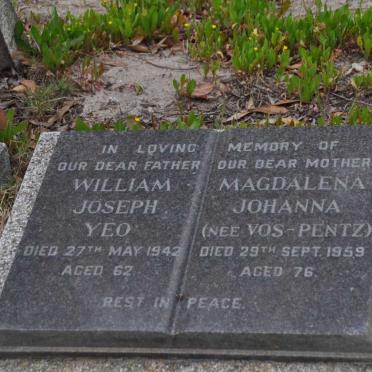 IN LOVING MEMORY OF
OUR DEAR FATHER
WILLIAM
JOSEPH
YEO
DIED 27TH MAY 1942
AGED 62.
OUR DEAR MOTHER
MAGDALENA
JOHANNA
(NEE VOS-PENTZ)
DIED 29TH SEPT. 1959
AGED 76.
REST IN PEACE.